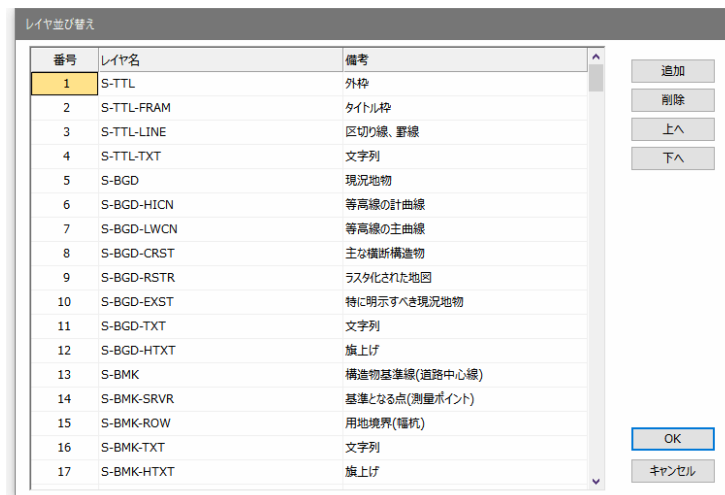 レイヤ並び替え
番号 レイヤ名 備考
1 S-TTL 外枠
2 S-TTL-FRAM タイトル枠
3 S-TTL-LINE 区切り線、罫線
4 S-TTL-TXT 文字列
5 S-BGD 現況地物
6 S-BGD-HICN 等高線の計曲線
7 S-BGD-LWCN 等高線の主曲線
8 S-BGD-CRST 主な横断構造物
9 S-BGD-RSTR ラスタ化された地図
10 S-BGD-EXST 特に明示すべき現況地物
11 S-BGD-TXT 文字列
12 S-BGD-HTXT 旗上げ
13 S-BMK 構造物基準線(道路中心線)
14 S-BMK-SRVR 基準となる点(測量ポイント)
15 S-BMK-ROW 用地境界(幅杭)
16 S-BMK-TXT 文字列
17 S-BMK-HTXT 旗上げ
追加
削除
上へ
下へ
OK
キャンセル